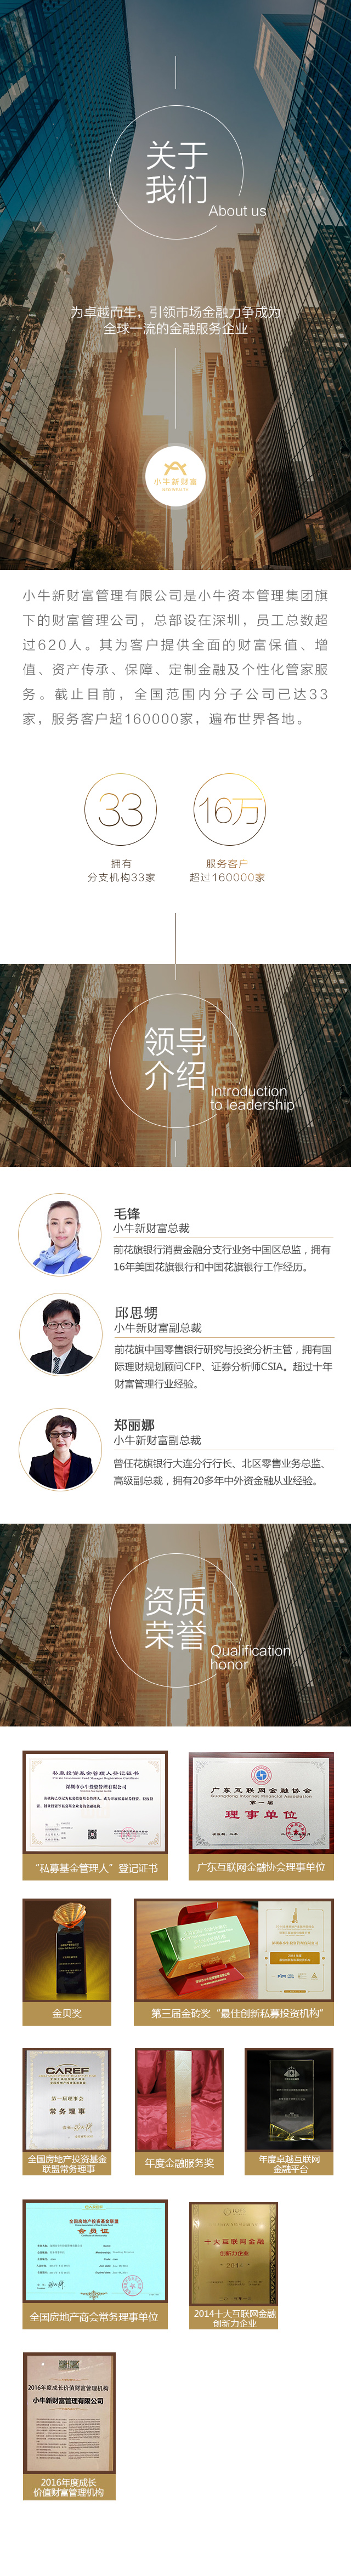 关于
我们
About us
为卓越而生，引领市场金融力争成为
全球一流的金融服务企业
小牛新财富
小牛新财富管理有限公司是小牛资本管理集团旗
下的财富管理公司，总部设在深圳，员工总数超
过620人。其为客户提供全面的财富保值、增
值、资产传承、保障、定制金融及个性化管家服
务。截止目前，全国范围内分子公司已达33
家，服务客户超160000家，遍布世界各地。
33
16万
拥有
分支机构33家
服务客户
超过160000家
领导
介绍
Introduction
to leadership
毛锋
小牛新财富总裁
前花旗银行消费金融分支行业务中国区总监，拥有
16年美国花旗银行和中国花旗银行工作经历。
邱思甥
小牛新财富副总裁
前花旗中国零售银行研究与投资分析主管，拥有国
际理财规划顾问CFP、证券分析师CSIA。超过十年
财富管理行业经验。
郑丽娜
小牛新财富副总裁
曾任花旗银行大连分行行长、北区零售业务总监、
高级副总裁，拥有20多年中外资金融从业经验。
资质
荣誉
Qualification
honor
私募投资基金管理人登记证书
广东互联网金融协会
第一届
理事单位
“私募基金管理人”登记证书
广东互联网金融协会理事单位
金贝奖
第三届金砖奖“最佳创新私募投资机构”
CAREF
第一届理事会
常务理事
全国房地产投资基金
联盟常务理事
年度金融服务奖
年度卓越互联网
金融平台
全国房地产投资基金联盟
会员证
十大互联网金融
创新力企业
全国房地产商会常务理事单位
2014十大互联网金融
创新力企业
2016年度成长价值财富管理机构
小牛新财富管理有限公司
2016年度成长
价值财富管理机构